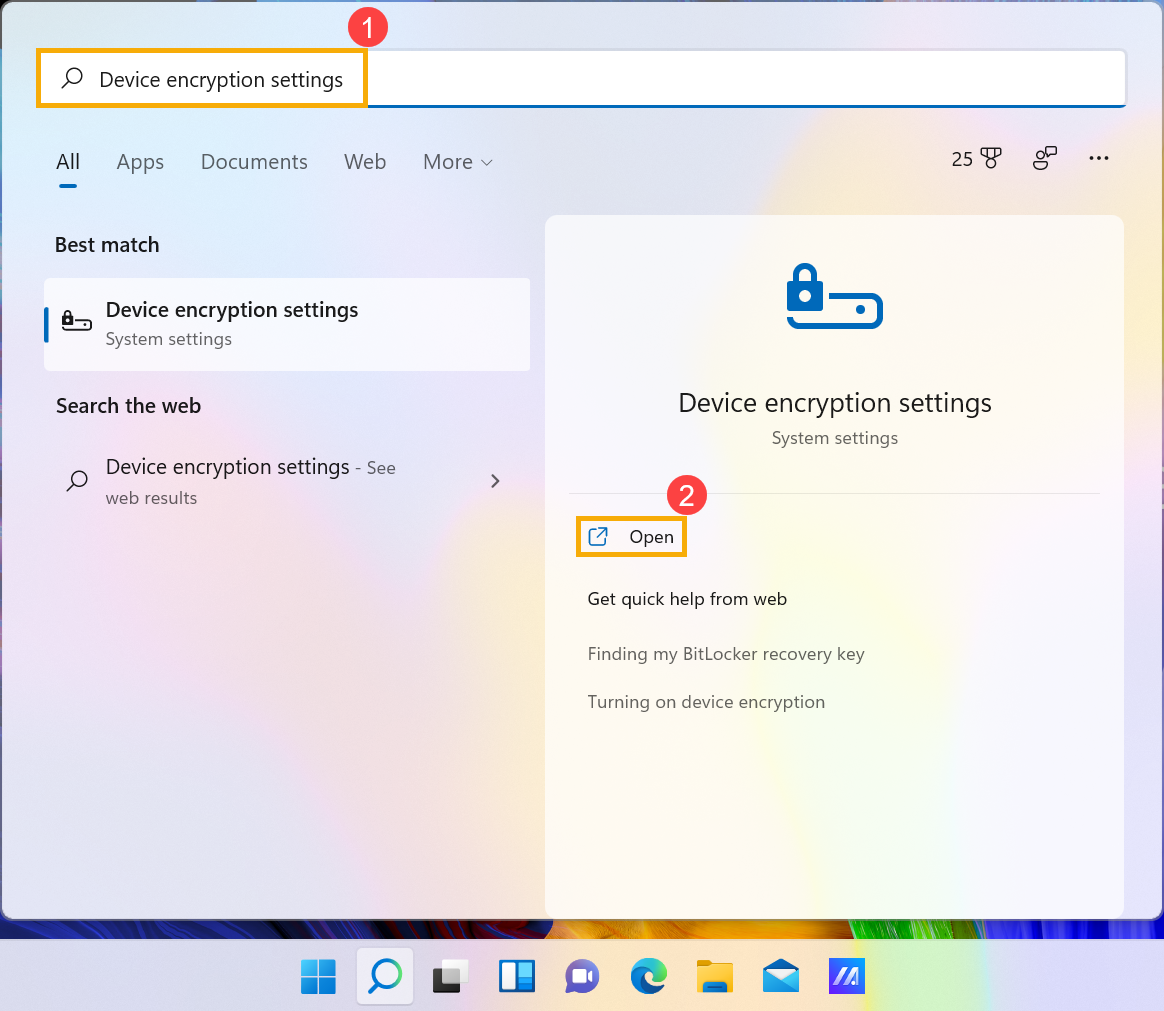 1
Device encryption settings
All Apps Documents Web More 25
Best match
Device encryption settings
System settings
Search the web
Device encryption settings - See
web results
Device encryption settings
System settings
2
Open
Get quick help from web
Finding my BitLocker recovery key
Turning on device encryption